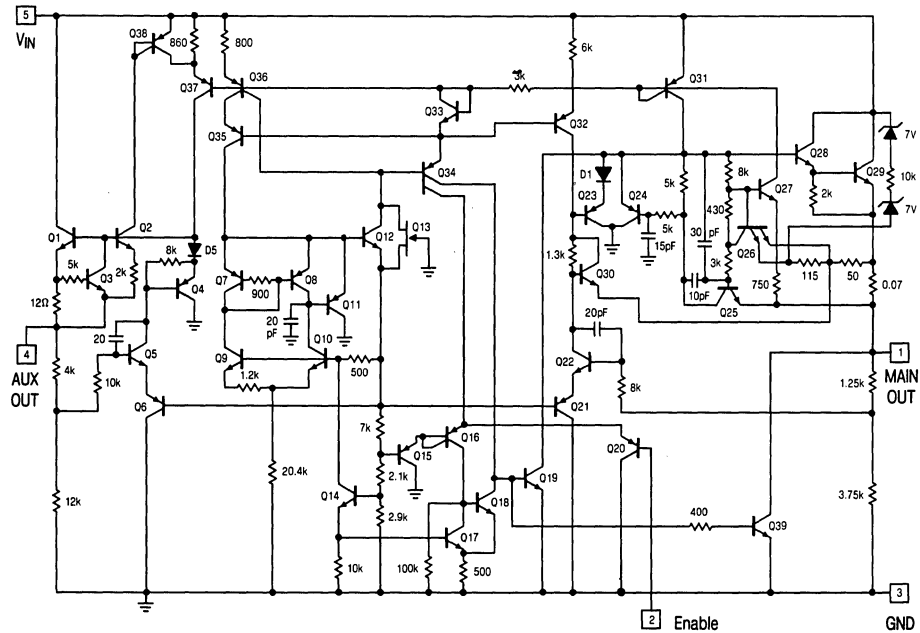 5
VIN
Q38
860
800
6k
Q37
Q36
Q33
3k
Q31
Q35
Q32
Q34
Q28
7V
D1
8k
Q27
2k
Q29
10k
7V
Q1
Q2
8k
D5
Q12
Q13
Q23
Q24
5k
5k
15pF
30 pF
430
Q26
5k
Q3
2k
Q4
Q7
900
Q8
1.3k
Q30
3k
115
50
12Ω
20 pF
Q11
10pF
750
0.07
Q25
20
Q5
Q10
20pF
4
AUX OUT
4k
10k
Q9
500
Q22
1
MAIN OUT
1.2k
8k
1.25k
Q6
Q21
7k
Q15
Q16
Q20
20.4k
2.1k
12k
Q14
Q18
Q19
3.75k
2.9k
Q17
400
Q39
10k
100k
500
3
GND
2
Enable